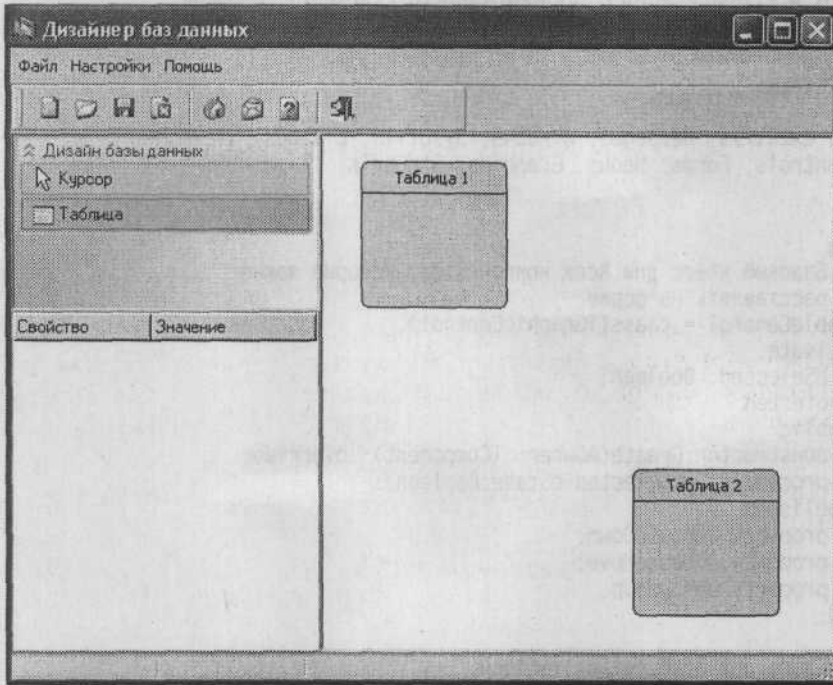 Дизайнер баз данных
Файл Настройки Помощь
Дизайн базы данных
Курсор
Таблица
Свойство Значение
Таблица 1
Таблица 2